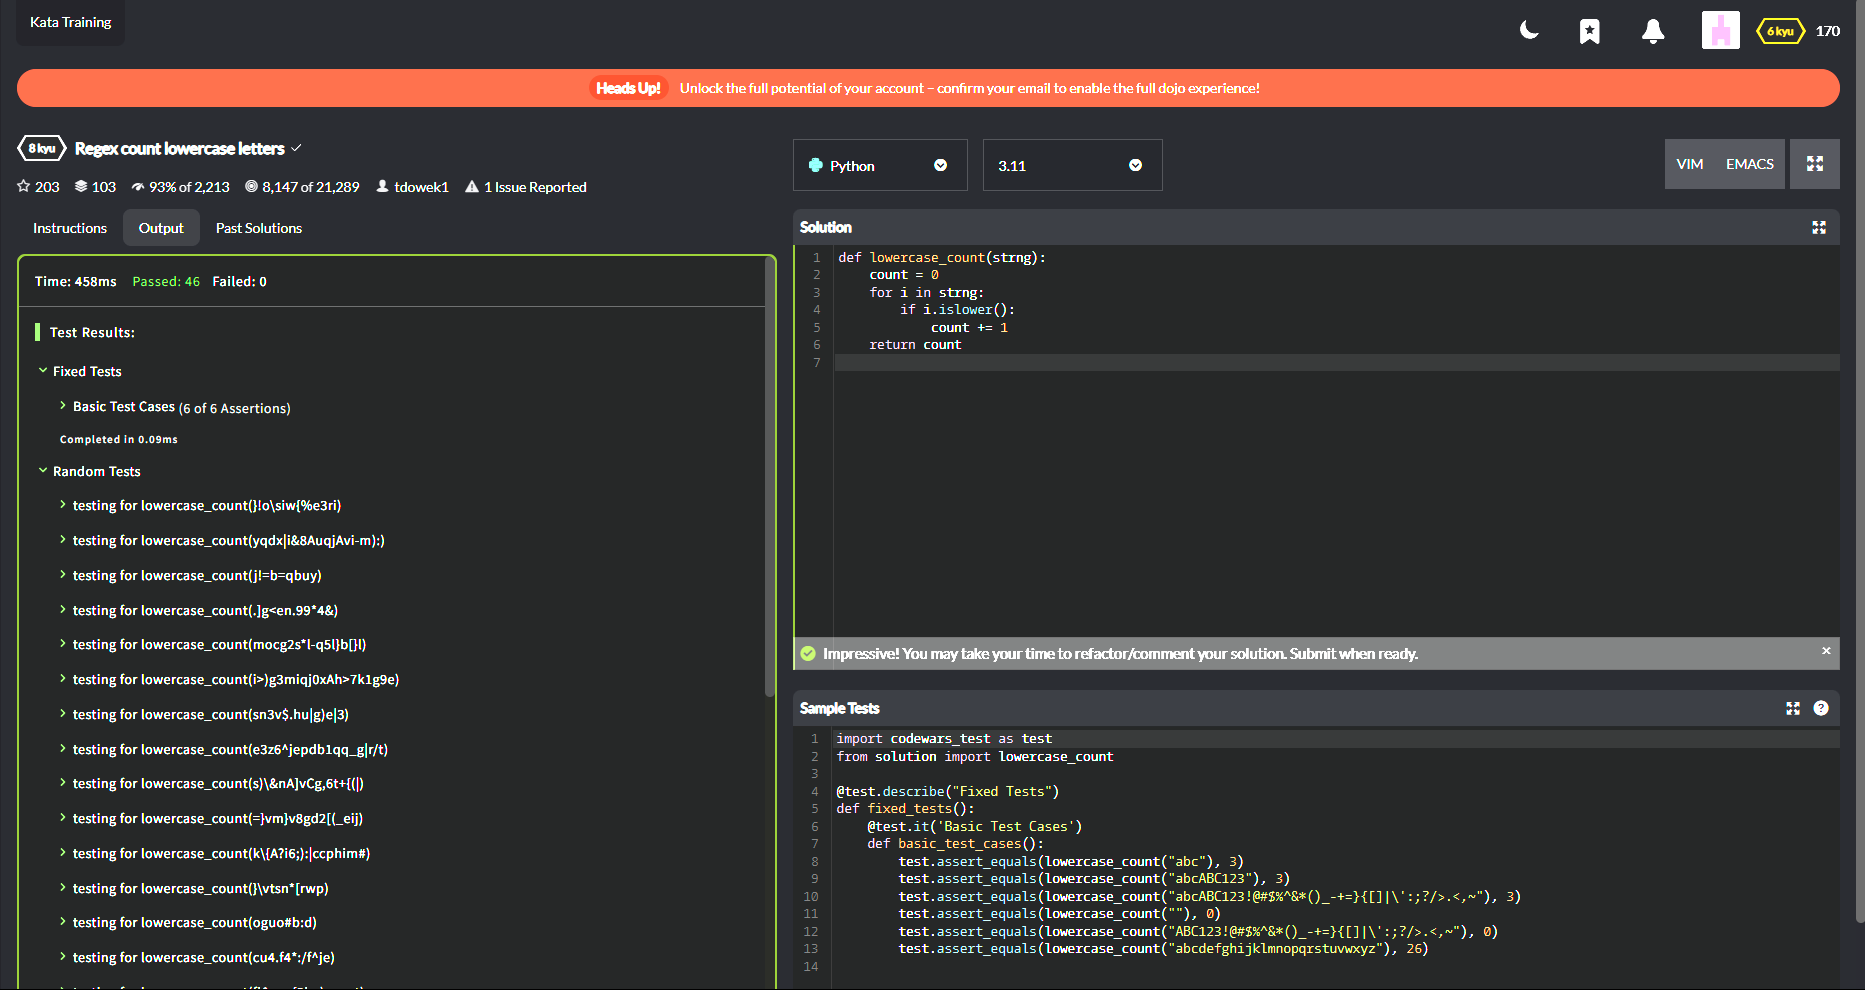 Kata Training
6 kyu 170
Heads Up! Unlock the full potential of your account – confirm your email to enable the full dojo experience!
8 kyu Regex count lowercase letters
203 103 93% of 2,213 8,147 of 21,289 tdowek1 1 Issue Reported
Instructions Output Past Solutions
Time: 458ms Passed: 46 Failed: 0
Test Results:
Fixed Tests
Basic Test Cases (6 of 6 Assertions)
Completed in 0.09ms
Random Tests
testing for lowercase_count(}!o\siw{%e3ri)
testing for lowercase_count(yqdx|i&8AuqjAvi-m):)
testing for lowercase_count(j!=b=qbuy)
testing for lowercase_count(.]g<en.99*4&)
testing for lowercase_count(mocg2s*l-q5l}b[}l)
testing for lowercase_count(i>)g3miqj0xAh>7k1g9e)
testing for lowercase_count(sn3v$.hu|g)e|3)
testing for lowercase_count(e3z6^jepdb1qq_g|r/t)
testing for lowercase_count(s)\&nA]vCg,6t+{(|)
testing for lowercase_count(=}vm}v8gd2[(_eij)
testing for lowercase_count(k\{A?i6;):|ccphim#)
testing for lowercase_count(}\vtsn*[rwp)
testing for lowercase_count(oguo#b:d)
testing for lowercase_count(cu4.f4*:/f^je)
Python 3.11 VIM EMACS
Solution
1 def lowercase_count(strng):
2     count = 0
3     for i in strng:
4         if i.islower():
5             count += 1
6     return count
7
Impressive! You may take your time to refactor/comment your solution. Submit when ready. ×
Sample Tests ?
1 import codewars_test as test
2 from solution import lowercase_count
3
4 @test.describe("Fixed Tests")
5 def fixed_tests():
6     @test.it('Basic Test Cases')
7     def basic_test_cases():
8         test.assert_equals(lowercase_count("abc"), 3)
9         test.assert_equals(lowercase_count("abcABC123"), 3)
10         test.assert_equals(lowercase_count("abcABC123!@#$%^&*()_-+=}{[]|\':;?/>.<,~"), 3)
11         test.assert_equals(lowercase_count(""), 0)
12         test.assert_equals(lowercase_count("ABC123!@#$%^&*()_-+=}{[]|\':;?/>.<,~"), 0)
13         test.assert_equals(lowercase_count("abcdefghijklmnopqrstuvwxyz"), 26)
14